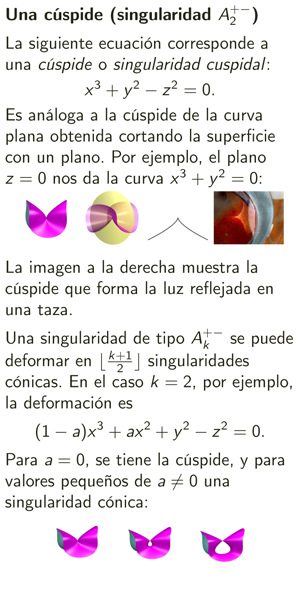 Una cúspide (singularidad $A_2^{+-}$)
La siguiente ecuación corresponde a
una cúspide o singularidad cuspidal:
$x^3 + y^2 - z^2 = 0.$
Es análoga a la cúspide de la curva
plana obtenida cortando la superficie
con un plano. Por ejemplo, el plano
$z = 0$ nos da la curva $x^3 + y^2 = 0$:
La imagen a la derecha muestra la
cúspide que forma la luz reflejada en
una taza.
Una singularidad de tipo $A_k^{+-}$ se puede
deformar en $\lfloor \frac{k+1}{2} \rfloor$ singularidades
cónicas. En el caso $k = 2$, por ejemplo,
la deformación es
$(1 - a)x^3 + ax^2 + y^2 - z^2 = 0.$
Para $a = 0$, se tiene la cúspide, y para
valores pequeños de $a \neq 0$ una
singularidad cónica: